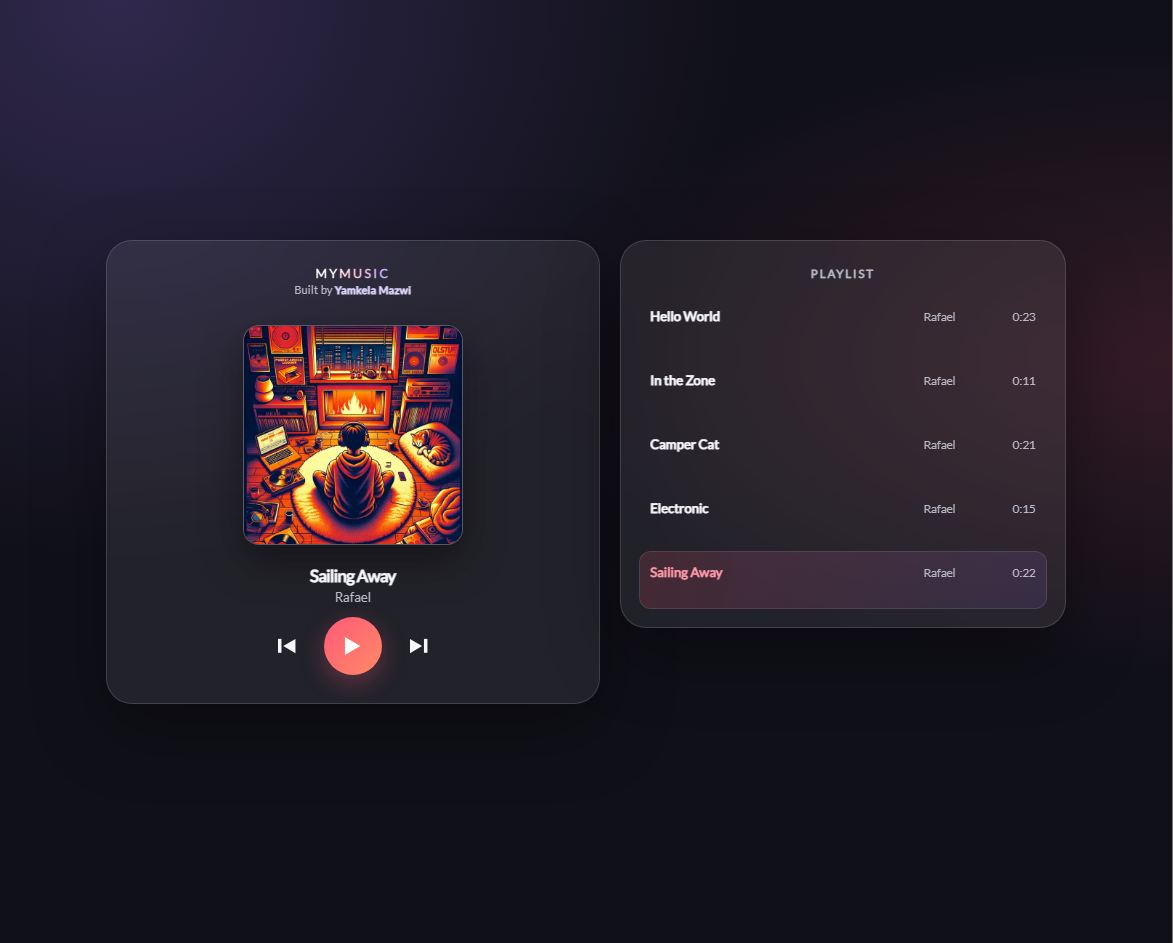 MYMUSIC
Built by Yamkela Mazwi
Sailing Away
Rafael
PLAYLIST
Hello World Rafael 0:23
In the Zone Rafael 0:11
Camper Cat Rafael 0:21
Electronic Rafael 0:15
Sailing Away Rafael 0:22